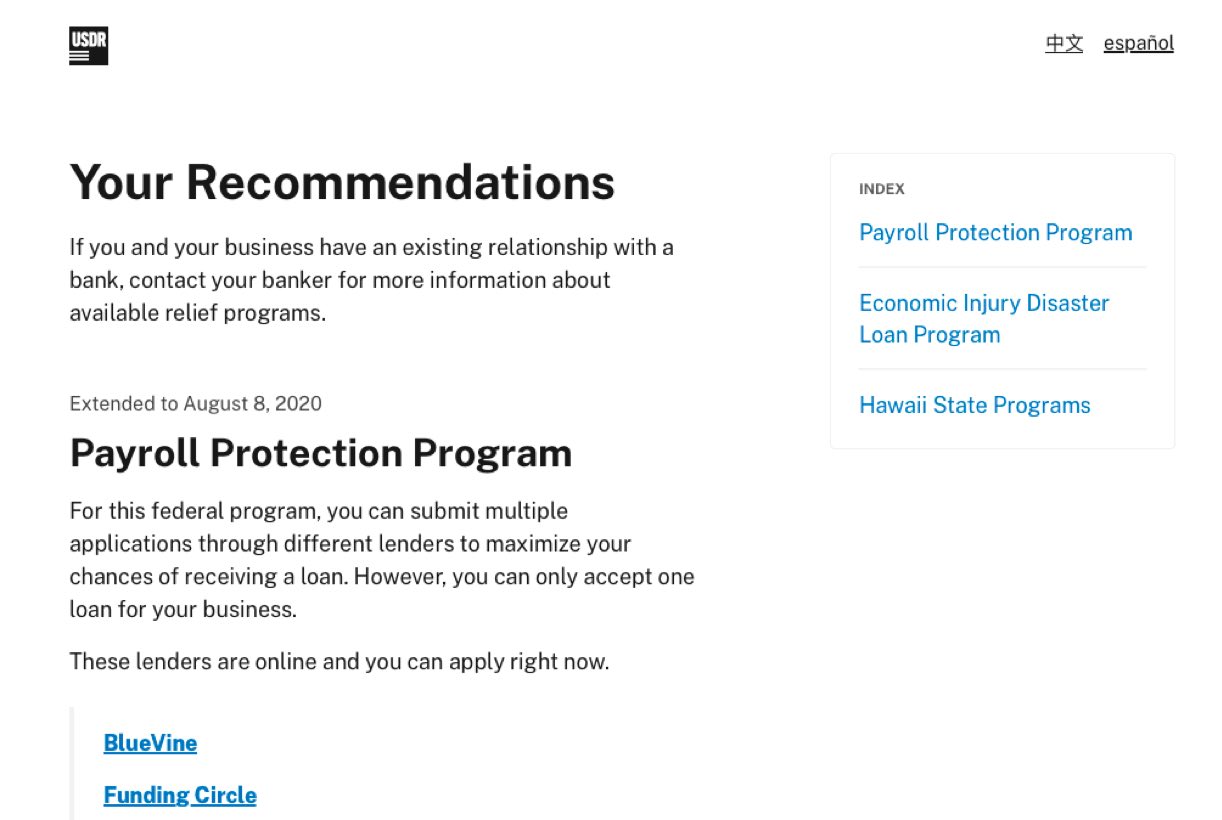 USDR
中文 español
Your Recommendations
If you and your business have an existing relationship with a
bank, contact your banker for more information about
available relief programs.
Extended to August 8, 2020
Payroll Protection Program
For this federal program, you can submit multiple
applications through different lenders to maximize your
chances of receiving a loan. However, you can only accept one
loan for your business.
These lenders are online and you can apply right now.
BlueVine
Funding Circle
INDEX
Payroll Protection Program
Economic Injury Disaster
Loan Program
Hawaii State Programs